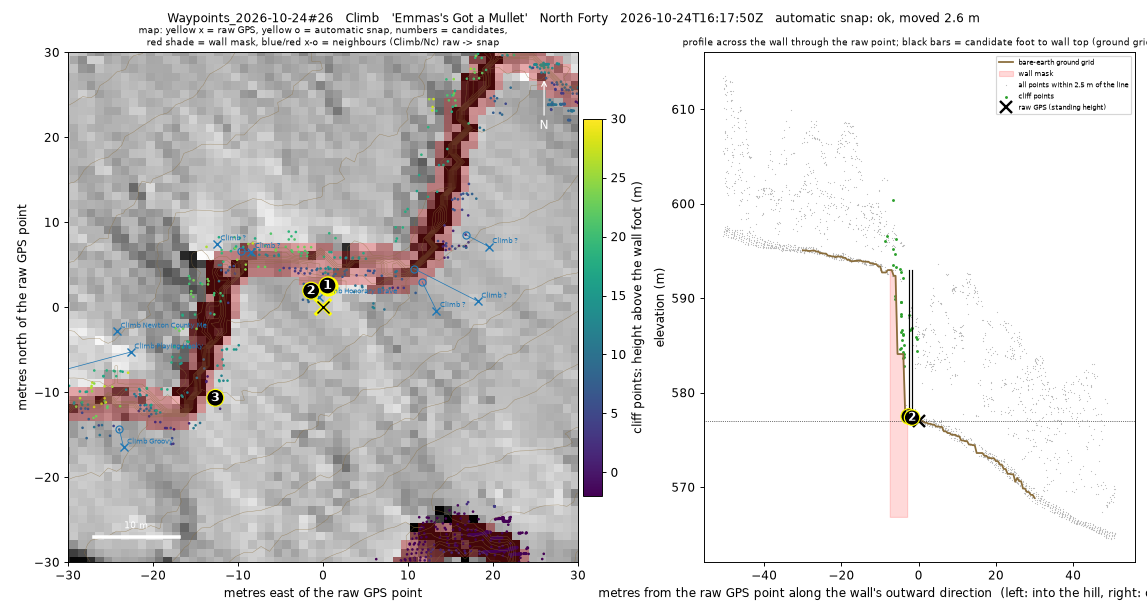 Waypoints_2026-10-24#26 Climb 'Emmas's Got a Mullet' North Forty 2026-10-24T16:17:50Z automatic snap: ok, moved 2.6 m
map: yellow x = raw GPS, yellow o = automatic snap, numbers = candidates,
red shade = wall mask, blue/red x-o = neighbours (Climb/Nc) raw -> snap
profile across the wall through the raw point; black bars = candidate foot to wall top (ground gri
metres north of the raw GPS point
30
20
10
0
−10
−20
−30
−30
−20
−10
0
10
20
30
metres east of the raw GPS point
N
10 m
Climb ?
Climb ?
Climb ?
Climb ?
Climb ?
Climb Newton
Climb
Climb Groov
1
2
3
30
25
20
15
10
5
0
cliff points: height above the wall foot (m)
elevation (m)
610
600
590
580
570
−40
−20
0
20
40
metres from the raw GPS point along the wall's outward direction (left: into the hill, right:
bare-earth ground grid
wall mask
all points within 2.5 m of the line
cliff points
raw GPS (standing height)
2